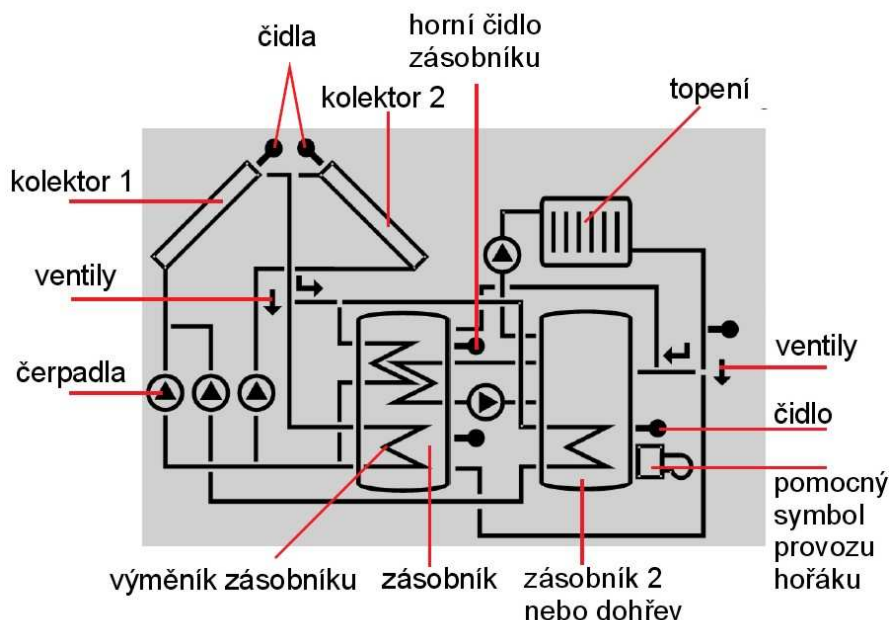 horní čidlo
zásobníku
čidla
topení
kolektor 2
kolektor 1
ventily
ventily
čerpadla
čidlo
pomocný
symbol
provozu
hořáku
výměník zásobníku
zásobník
zásobník 2
nebo dohřev